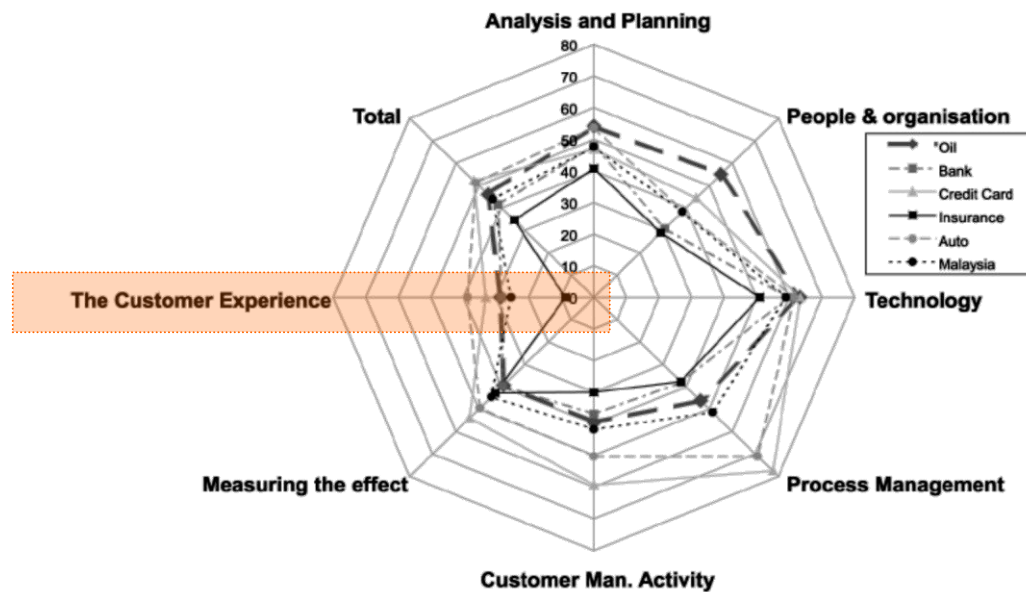 Analysis and Planning
80
70
60
50
40
30
20
10
0
Total
People & organisation
Oil
Bank
Credit Card
Insurance
Auto
Malaysia
The Customer Experience
Technology
Measuring the effect
Process Management
Customer Man. Activity